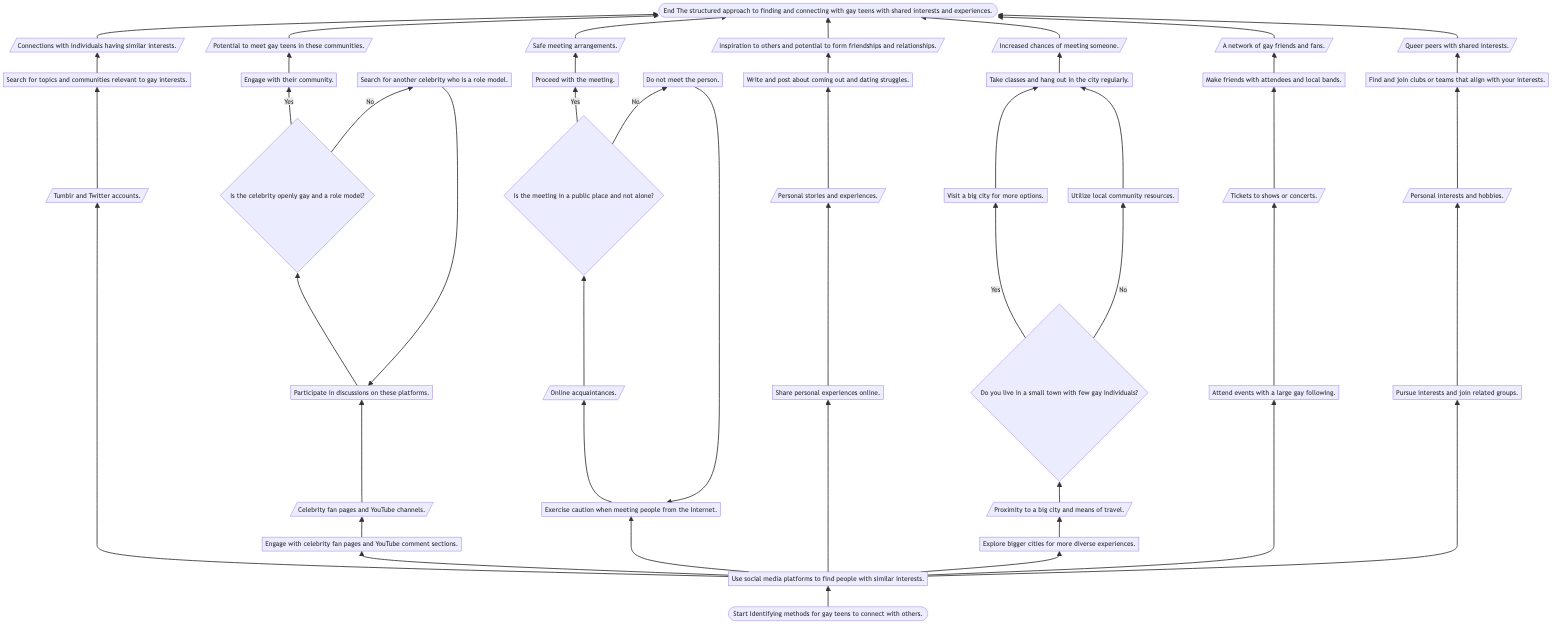 End The structured approach to finding and connecting with gay teens with shared interests and experiences.
Connections with individuals having similar interests.
Potential to meet gay teens in these communities.
Safe meeting arrangements.
Inspiration to others and potential to form friendships and relationships.
Increased chances of meeting someone.
A network of gay friends and fans.
Queer peers with shared interests.
Search for topics and communities relevant to gay interests.
Engage with their community.
Search for another celebrity who is a role model.
Proceed with the meeting.
Do not meet the person.
Write and post about coming out and dating struggles.
Take classes and hang out in the city regularly.
Make friends with attendees and local bands.
Find and join clubs or teams that align with your interests.
Yes
No
Yes
No
Tumblr and Twitter accounts.
Is the celebrity openly gay and a role model?
Is the meeting in a public place and not alone?
Personal stories and experiences.
Visit a big city for more options.
Utilize local community resources.
Tickets to shows or concerts.
Personal interests and hobbies.
Yes
No
Participate in discussions on these platforms.
Online acquaintances.
Share personal experiences online.
Do you live in a small town with few gay individuals?
Attend events with a large gay following.
Pursue interests and join related groups.
Celebrity fan pages and YouTube channels.
Exercise caution when meeting people from the Internet.
Proximity to a big city and means of travel.
Engage with celebrity fan pages and YouTube comment sections.
Explore bigger cities for more diverse experiences.
Use social media platforms to find people with similar interests.
Start Identifying methods for gay teens to connect with others.